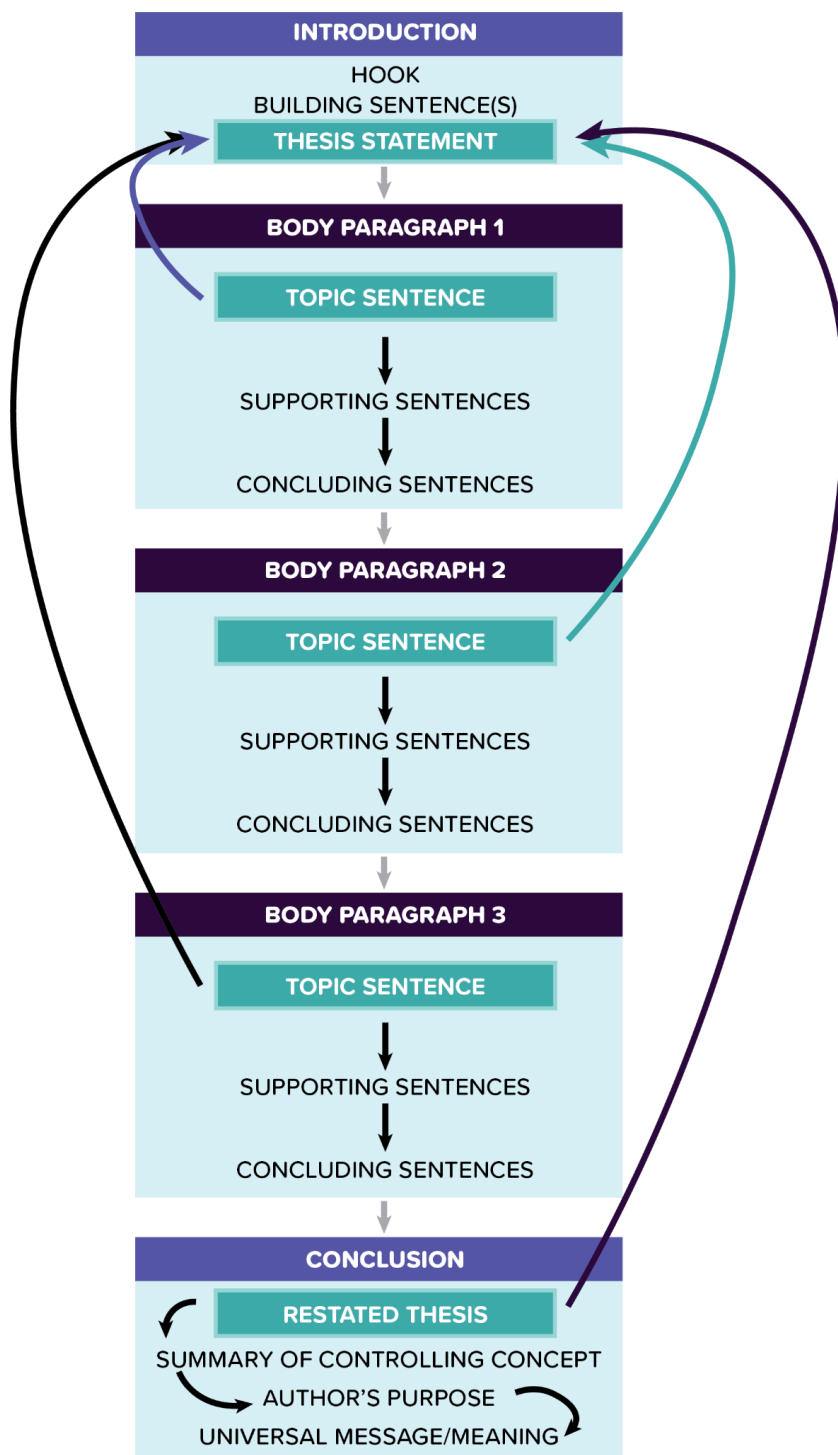 INTRODUCTION
HOOK
BUILDING SENTENCE(S)
THESIS STATEMENT
BODY PARAGRAPH 1
TOPIC SENTENCE
SUPPORTING SENTENCES
CONCLUDING SENTENCES
BODY PARAGRAPH 2
TOPIC SENTENCE
SUPPORTING SENTENCES
CONCLUDING SENTENCES
BODY PARAGRAPH 3
TOPIC SENTENCE
SUPPORTING SENTENCES
CONCLUDING SENTENCES
CONCLUSION
RESTATED THESIS
SUMMARY OF CONTROLLING CONCEPT
AUTHOR'S PURPOSE
UNIVERSAL MESSAGE/MEANING